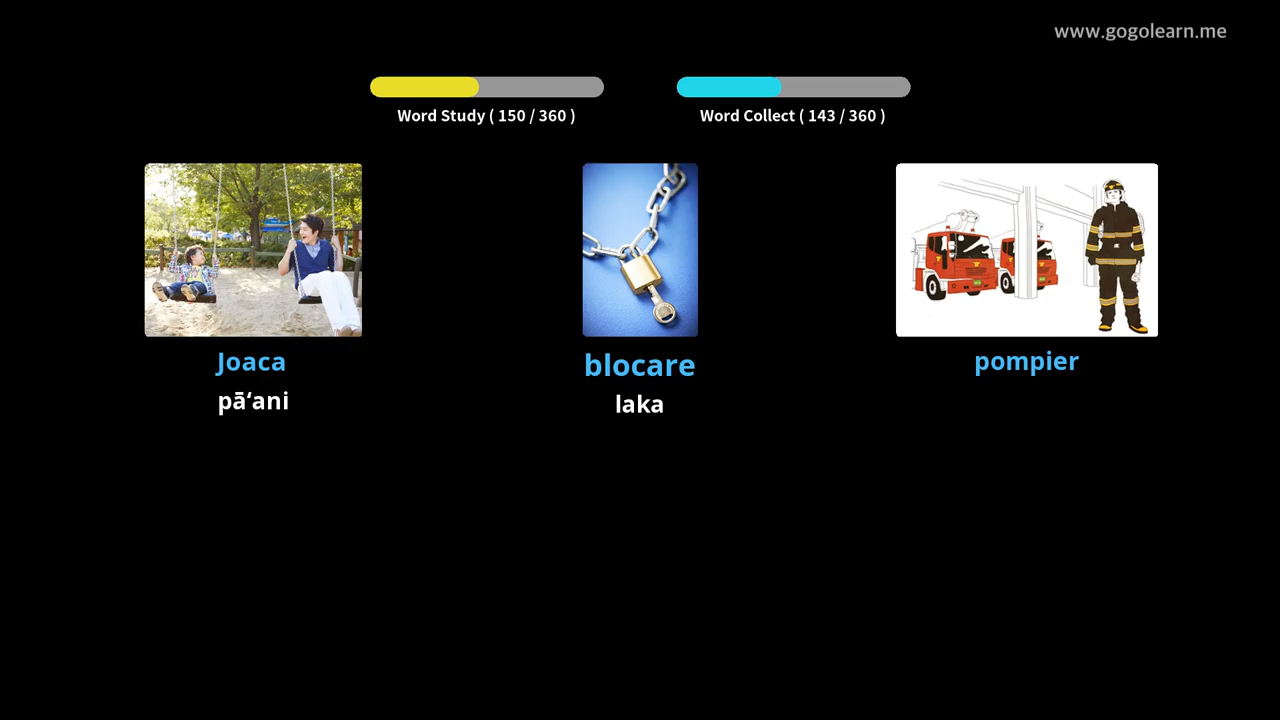 www.gogolearn.me
Word Study ( 150 / 360 )
Word Collect ( 143 / 360 )
Joaca
pāʻani
blocare
laka
pompier